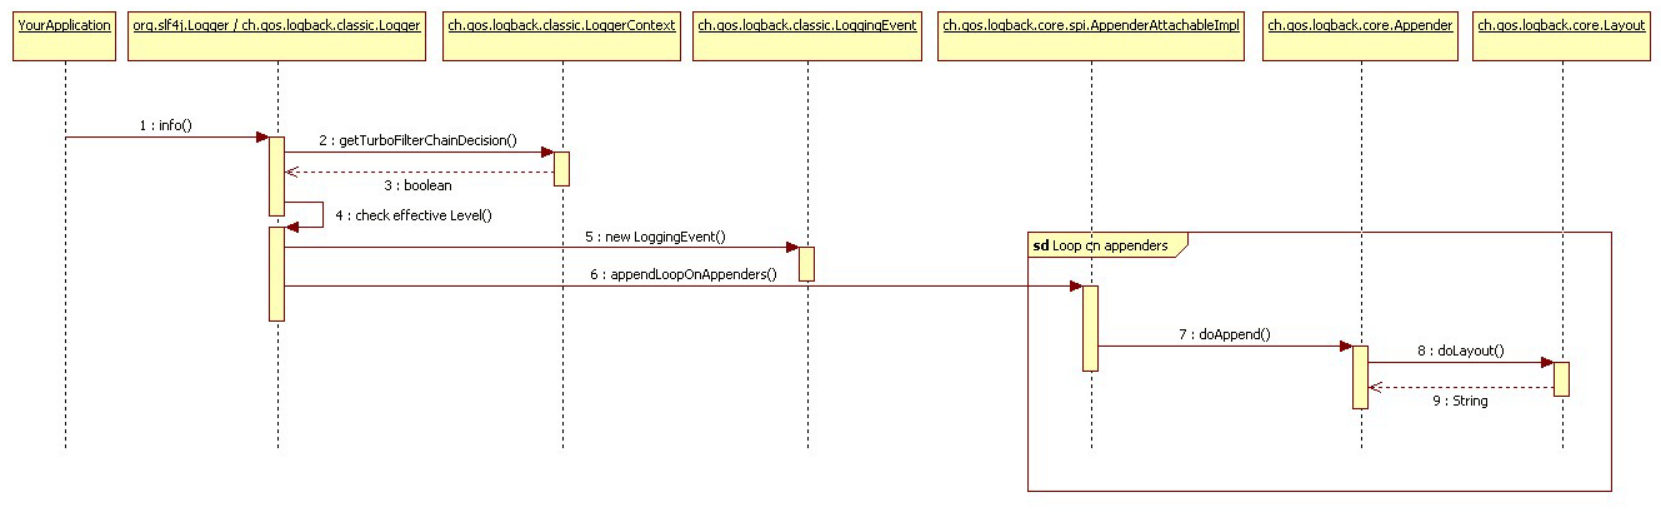 YourApplication
org.slf4j.Logger / ch.qos.logback.classic.Logger
ch.qos.logback.classic.LoggerContext
ch.qos.logback.classic.LoggingEvent
ch.qos.logback.core.spi.AppenderAttachableImpl
ch.qos.logback.core.Appender
ch.qos.logback.core.Layout
1 : info()
2 : getTurboFilterChainDecision()
3 : boolean
4 : check effective Level()
5 : new LoggingEvent()
sd Loop on appenders
6 : appendLoopOnAppenders()
7 : doAppend()
8 : doLayout()
9 : String